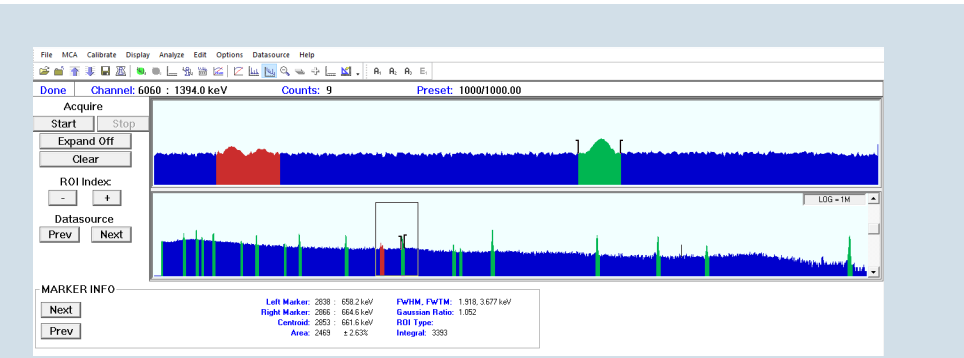 File MCA Calibrate Display Analyze Edit Options Datasource Help
Done Channel: 6060 : 1394.0 keV Counts: 9 Preset: 1000/1000.00
Acquire
Start Stop
Expand Off
Clear
ROI Index:
- +
Datasource
Prev Next
LOG = 1M
MARKER INFO
Next
Prev
Left Marker: 2838 : 658.2 keV FWHM, FWTM: 1.918, 3.677 keV
Right Marker: 2866 : 664.6 keV Gaussian Ratio: 1.052
Centroid: 2853 : 661.6 keV ROI Type:
Area: 2469 ± 2.63% Integral: 3393